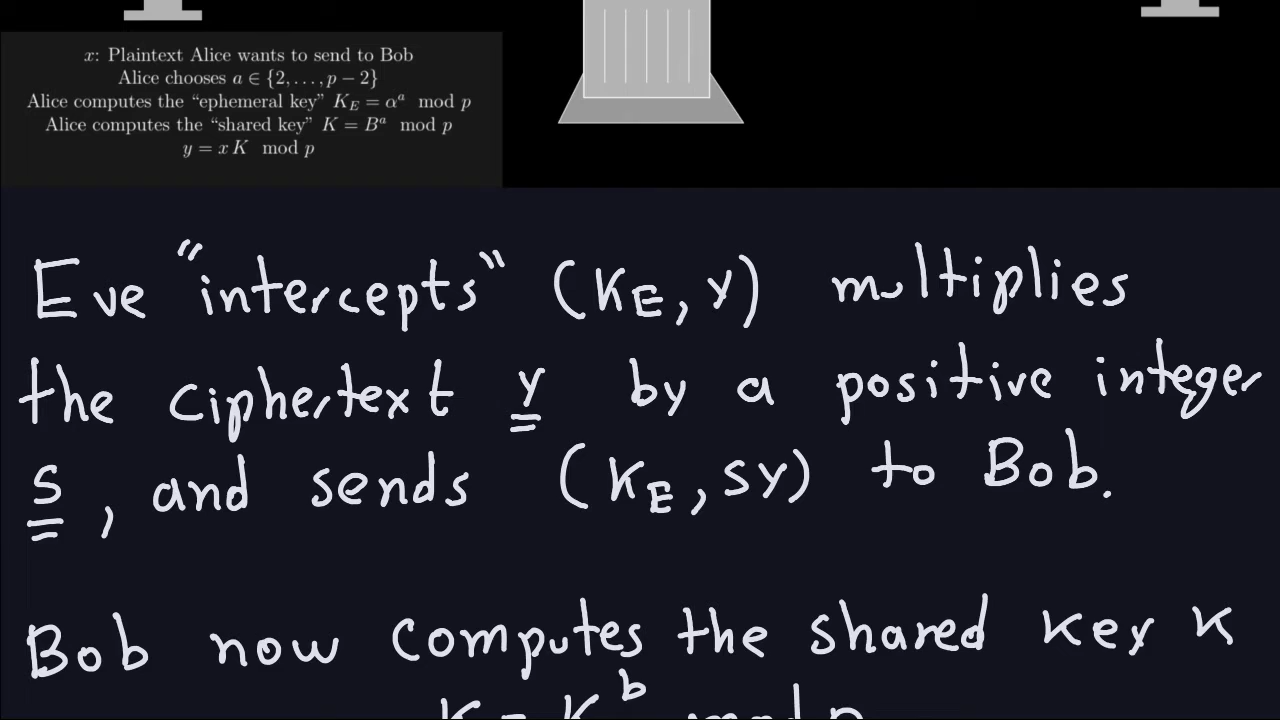 x: Plaintext Alice wants to send to Bob
Alice chooses a ∈ {2, . . . , p − 2}
Alice computes the “ephemeral key” K_E = α^a mod p
Alice computes the “shared key” K = B^a mod p
y = x K mod p
Eve "intercepts" (K_E, y) multiplies
the ciphertext y by a positive integer
s, and sends (K_E, sy) to Bob.
Bob now computes the shared key K
K = K^b mod p